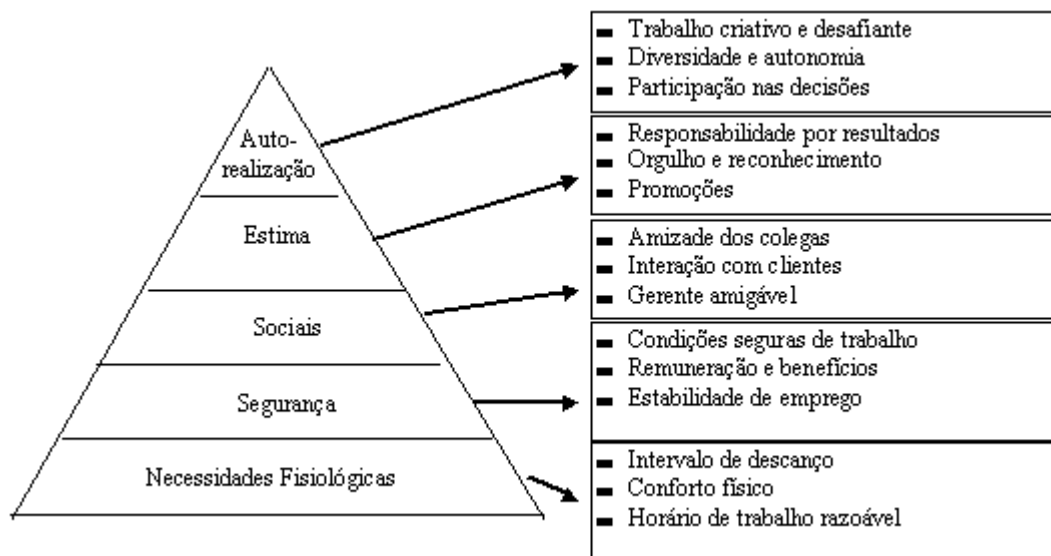 Auto-
realização
Estima
Sociais
Segurança
Necessidades Fisiológicas
Trabalho criativo e desafiante
Diversidade e autonomia
Participação nas decisões
Responsabilidade por resultados
Orgulho e reconhecimento
Promoções
Amizade dos colegas
Interação com clientes
Gerente amigável
Condições seguras de trabalho
Remuneração e benefícios
Estabilidade de emprego
Intervalo de descanço
Conforto físico
Horário de trabalho razoável